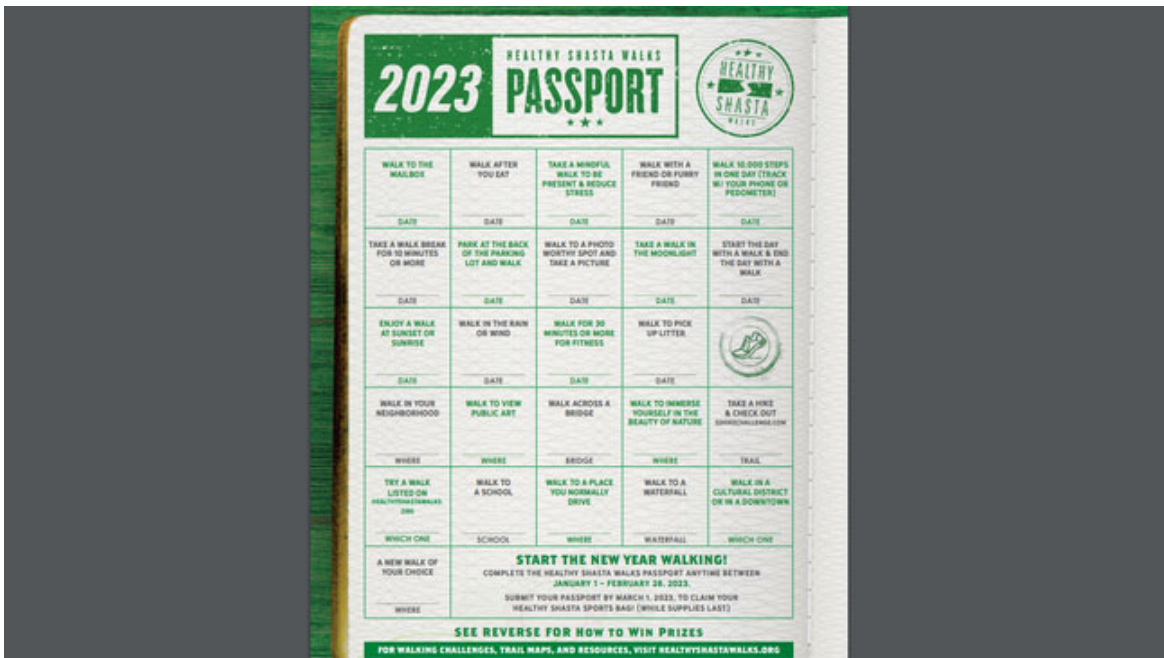 2023
HEALTHY SHASTA WALKS
PASSPORT
HEALTHY
SHASTA
WALKS
WALK TO THE
MAILBOX
DATE
WALK AFTER
YOU EAT
DATE
TAKE A MINDFUL
WALK TO BE
PRESENT & REDUCE
STRESS
DATE
WALK WITH A
FRIEND OR FURRY
FRIEND
DATE
WALK 10,000 STEPS
IN ONE DAY (TRACK
W/ YOUR PHONE OR
PEDOMETER)
DATE
TAKE A WALK BREAK
FOR 10 MINUTES
OR MORE
DATE
PARK AT THE BACK
OF THE PARKING
LOT AND WALK
DATE
WALK TO A PHOTO
WORTHY SPOT AND
TAKE A PICTURE
DATE
TAKE A WALK IN
THE MOONLIGHT
DATE
START THE DAY
WITH A WALK & END
THE DAY WITH A
WALK
DATE
ENJOY A WALK
AT SUNSET OR
SUNRISE
DATE
WALK IN THE RAIN
OR WIND
DATE
WALK FOR 30
MINUTES OR MORE
FOR FITNESS
DATE
WALK TO PICK
UP LITTER
DATE
WALK IN YOUR
NEIGHBORHOOD
WHERE
WALK TO VIEW
PUBLIC ART
WHERE
WALK ACROSS A
BRIDGE
BRIDGE
WALK TO IMMERSE
YOURSELF IN THE
BEAUTY OF NATURE
WHERE
TAKE A HIKE
& CHECK OUT
TRAIL
TRY A WALK
LISTED ON
HEALTHYSHASTAWALKS.
ORG
WHICH ONE
WALK TO
A SCHOOL
SCHOOL
WALK TO A PLACE
YOU NORMALLY
DRIVE
WHERE
WALK TO A
WATERFALL
WATERFALL
WALK IN A
CULTURAL DISTRICT
OR IN A DOWNTOWN
WHICH ONE
A NEW WALK OF
YOUR CHOICE
WHERE
START THE NEW YEAR WALKING!
COMPLETE THE HEALTHY SHASTA WALKS PASSPORT ANYTIME BETWEEN
JANUARY 1 – FEBRUARY 28, 2023.
SUBMIT YOUR PASSPORT BY MARCH 1, 2023, TO CLAIM YOUR
HEALTHY SHASTA SPORTS BAG! (WHILE SUPPLIES LAST)
SEE REVERSE FOR HOW TO WIN PRIZES
FOR WALKING CHALLENGES, TRAIL MAPS, AND RESOURCES, VISIT HEALTHYSHASTAWALKS.ORG